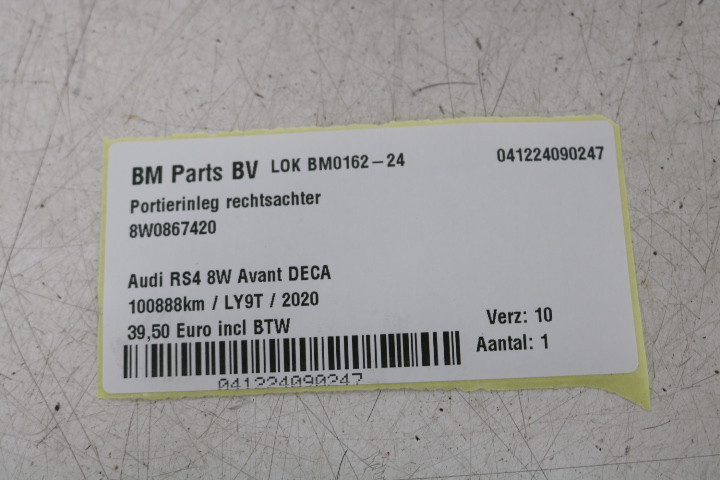 BM Parts BV LOK BM0162-24 041224090247
Portierinleg rechtsachter
8W0867420
Audi RS4 8W Avant DECA
100888km / LY9T / 2020
39,50 Euro incl BTW
Verz: 10
Aantal: 1
041224090247